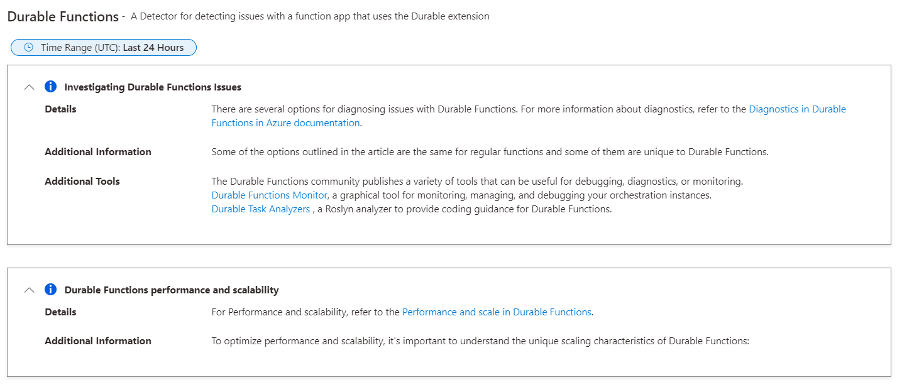 Durable Functions - A Detector for detecting issues with a function app that uses the Durable extension
Time Range (UTC): Last 24 Hours
Investigating Durable Functions Issues
Details There are several options for diagnosing issues with Durable Functions. For more information about diagnostics, refer to the Diagnostics in Durable
Functions in Azure documentation.
Additional Information Some of the options outlined in the article are the same for regular functions and some of them are unique to Durable Functions.
Additional Tools The Durable Functions community publishes a variety of tools that can be useful for debugging, diagnostics, or monitoring.
Durable Functions Monitor, a graphical tool for monitoring, managing, and debugging your orchestration instances.
Durable Task Analyzers , a Roslyn analyzer to provide coding guidance for Durable Functions.
Durable Functions performance and scalability
Details For Performance and scalability, refer to the Performance and scale in Durable Functions.
Additional Information To optimize performance and scalability, it's important to understand the unique scaling characteristics of Durable Functions: